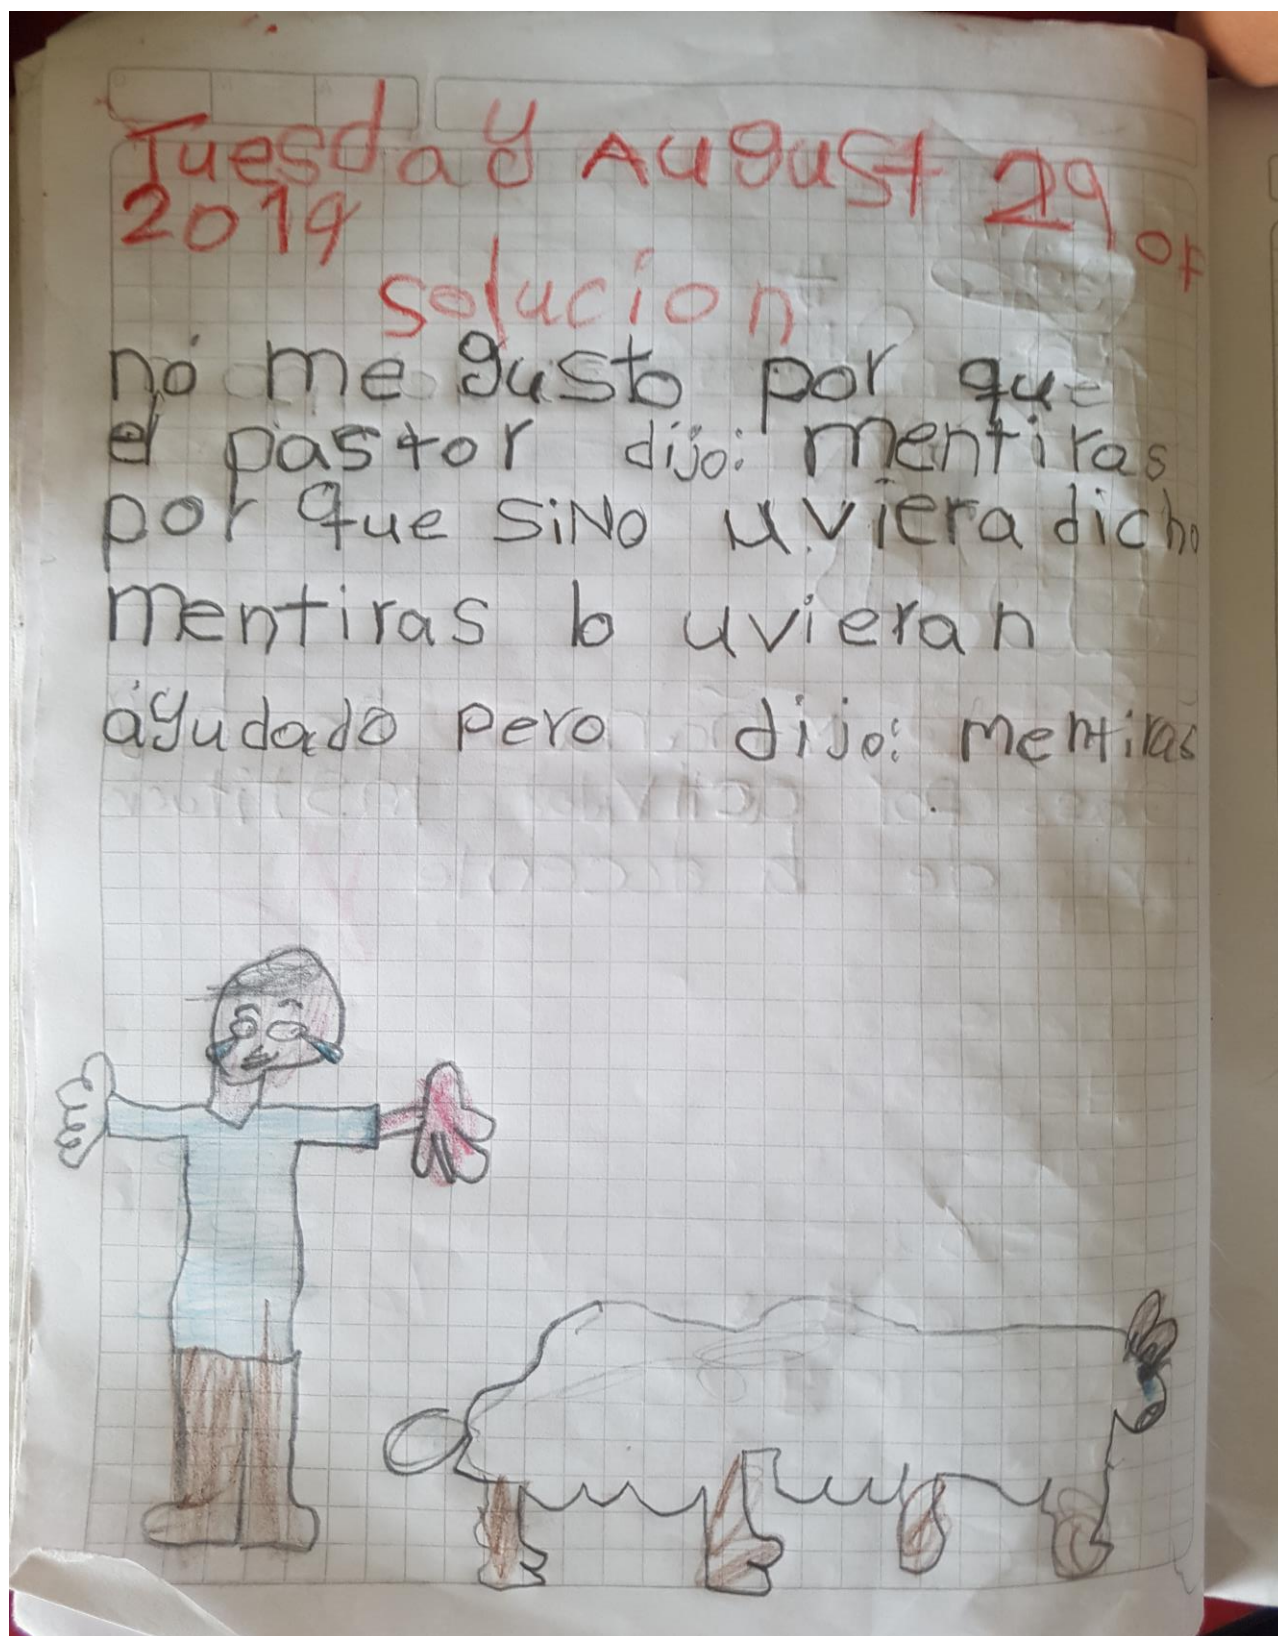 Tuesday August 29 of
2019
solucion
no me gusto por que
el pastor dijo: mentiras
por que siNo uviera dicho
mentiras lo uvieran
ayudado pero dijo: mentiras